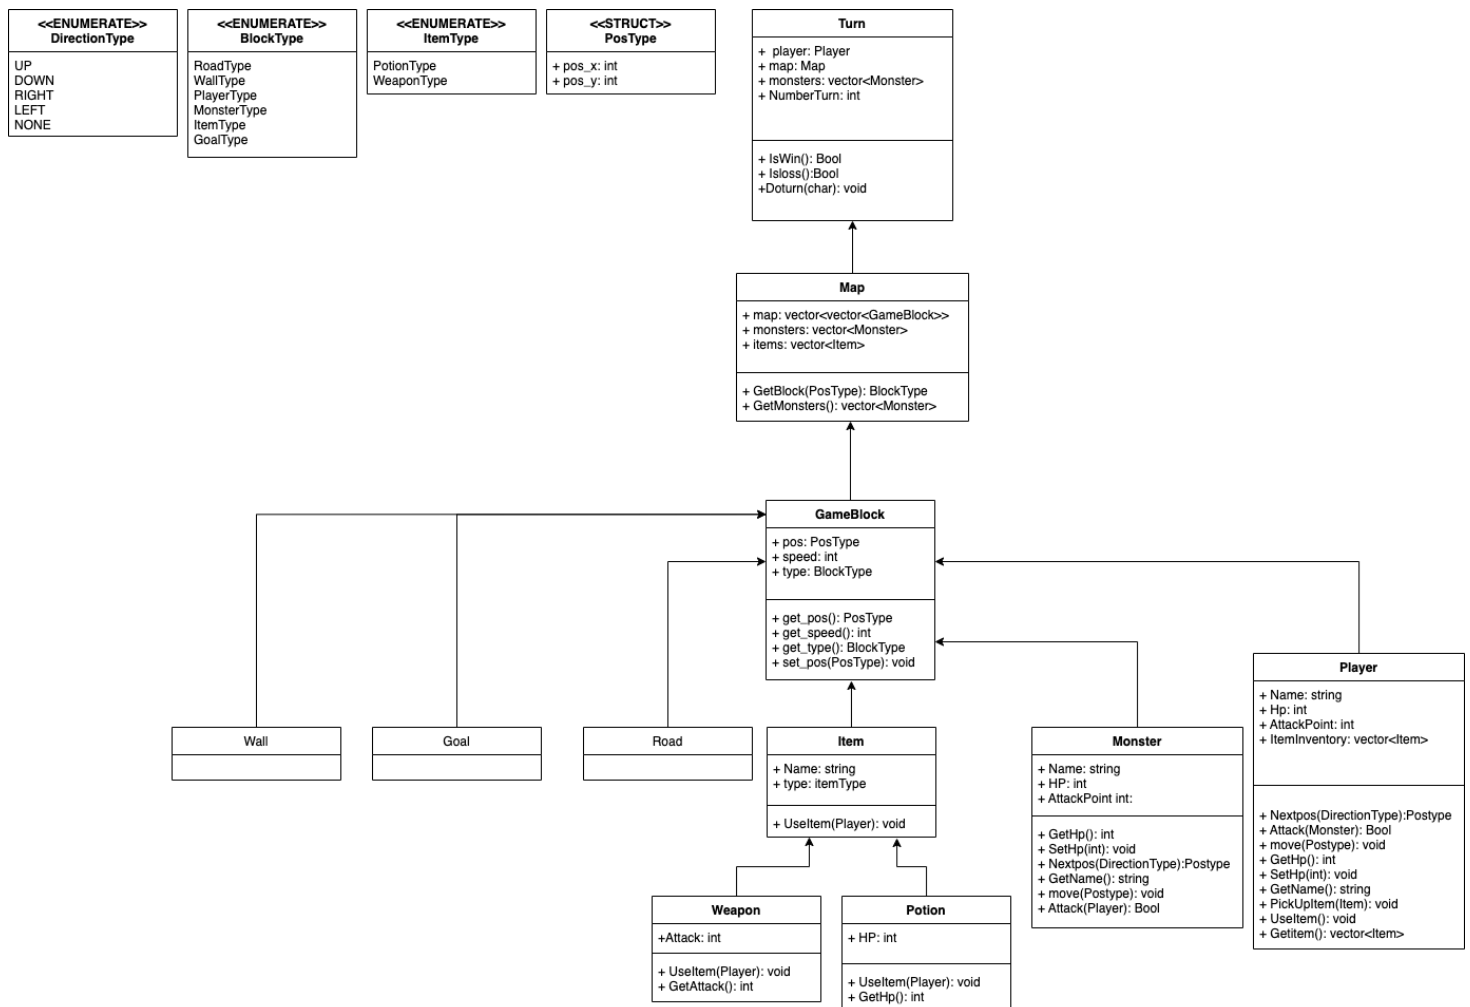 <<ENUMERATE>>
DirectionType
UP
DOWN
RIGHT
LEFT
NONE
<<ENUMERATE>>
BlockType
RoadType
WallType
PlayerType
MonsterType
ItemType
GoalType
<<ENUMERATE>>
ItemType
PotionType
WeaponType
<<STRUCT>>
PosType
+ pos_x: int
+ pos_y: int
Turn
+ player: Player
+ map: Map
+ monsters: vector<Monster>
+ NumberTurn: int
+ IsWin(): Bool
+ Isloss():Bool
+Doturn(char): void
Map
+ map: vector<vector<GameBlock>>
+ monsters: vector<Monster>
+ items: vector<Item>
+ GetBlock(PosType): BlockType
+ GetMonsters(): vector<Monster>
GameBlock
+ pos: PosType
+ speed: int
+ type: BlockType
+ get_pos(): PosType
+ get_speed(): int
+ get_type(): BlockType
+ set_pos(PosType): void
Wall
Goal
Road
Item
+ Name: string
+ type: itemType
+ UseItem(Player): void
Monster
+ Name: string
+ HP: int
+ AttackPoint int:
+ GetHp(): int
+ SetHp(int): void
+Nextpos(DirectionType):Postype
+ GetName(): string
+ move(Postype): void
+ Attack(Player): Bool
Player
+ Name: string
+ Hp: int
+ AttackPoint: int
+ ItemInventory: vector<Item>
+ Nextpos(DirectionType):Postype
+ Attack(Monster): Bool
+ move(Postype): void
+ GetHp(): int
+ SetHp(int): void
+ GetName(): string
+ PickUpItem(Item): void
+ UseItem(): void
+ Getitem(): vector<Item>
Weapon
+Attack: int
+ UseItem(Player): void
+ GetAttack(): int
Potion
+ HP: int
+ UseItem(Player): void
+ GetHp(): int